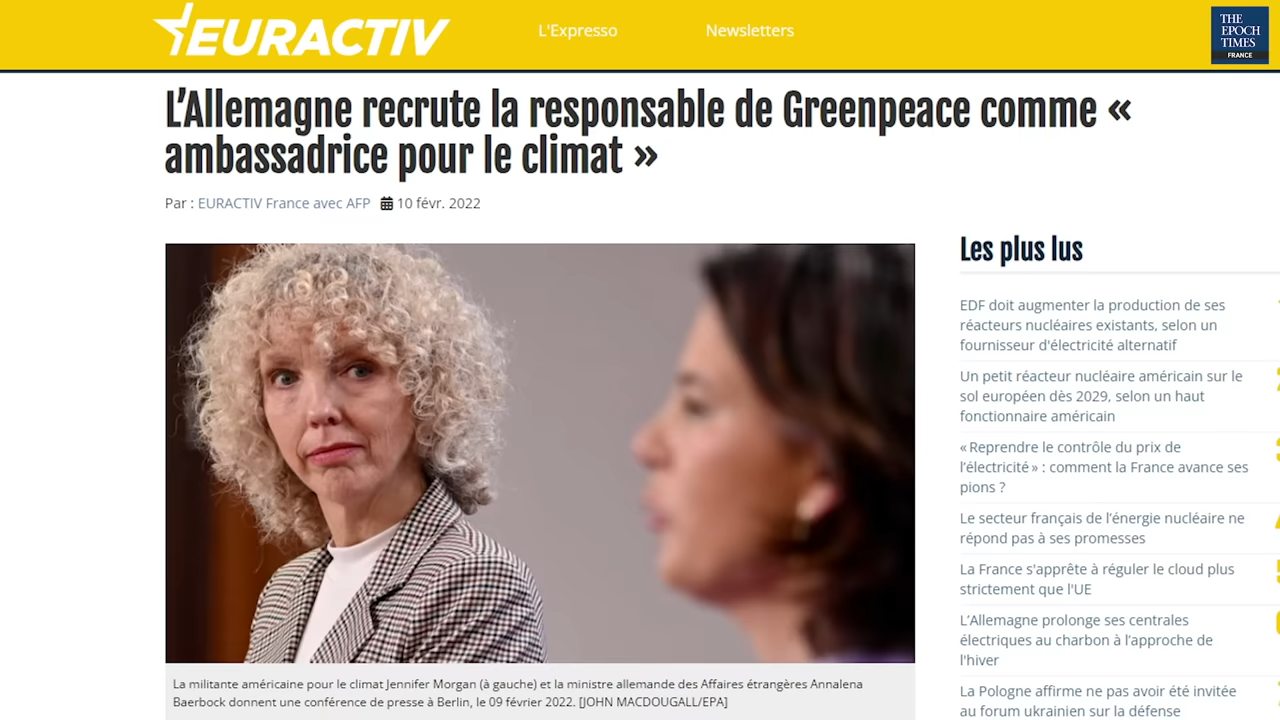 EURACTIV
L'Expresso
Newsletters
THE
EPOCH
TIMES
FRANCE
L'Allemagne recrute la responsable de Greenpeace comme «
ambassadrice pour le climat »
Par : EURACTIV France avec AFP 10 févr. 2022
La militante américaine pour le climat Jennifer Morgan (à gauche) et la ministre allemande des Affaires étrangères Annalena
Baerbock donnent une conférence de presse à Berlin, le 09 février 2022. [JOHN MACDOUGALL/EPA]
Les plus lus
EDF doit augmenter la production de ses
réacteurs nucléaires existants, selon un
fournisseur d'électricité alternatif
Un petit réacteur nucléaire américain sur le
sol européen dès 2029, selon un haut
fonctionnaire américain
« Reprendre le contrôle du prix de
l'électricité » : comment la France avance ses
pions ?
Le secteur français de l'énergie nucléaire ne
répond pas à ses promesses
La France s'apprête à réguler le cloud plus
strictement que l'UE
L'Allemagne prolonge ses centrales
électriques au charbon à l'approche de
l'hiver
La Pologne affirme ne pas avoir été invitée
au forum ukrainien sur la défense